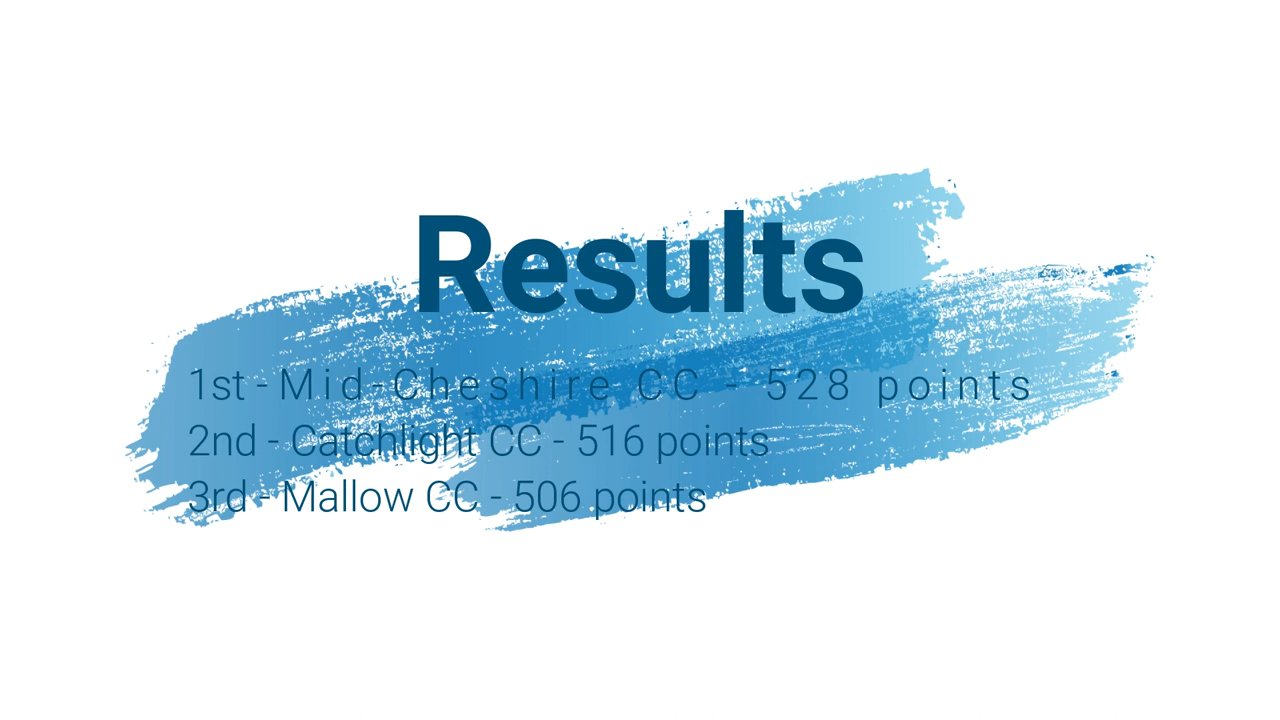 Results
1st - Mid-Cheshire CC - 528 points
2nd - Catchlight CC - 516 points
3rd - Mallow CC - 506 points